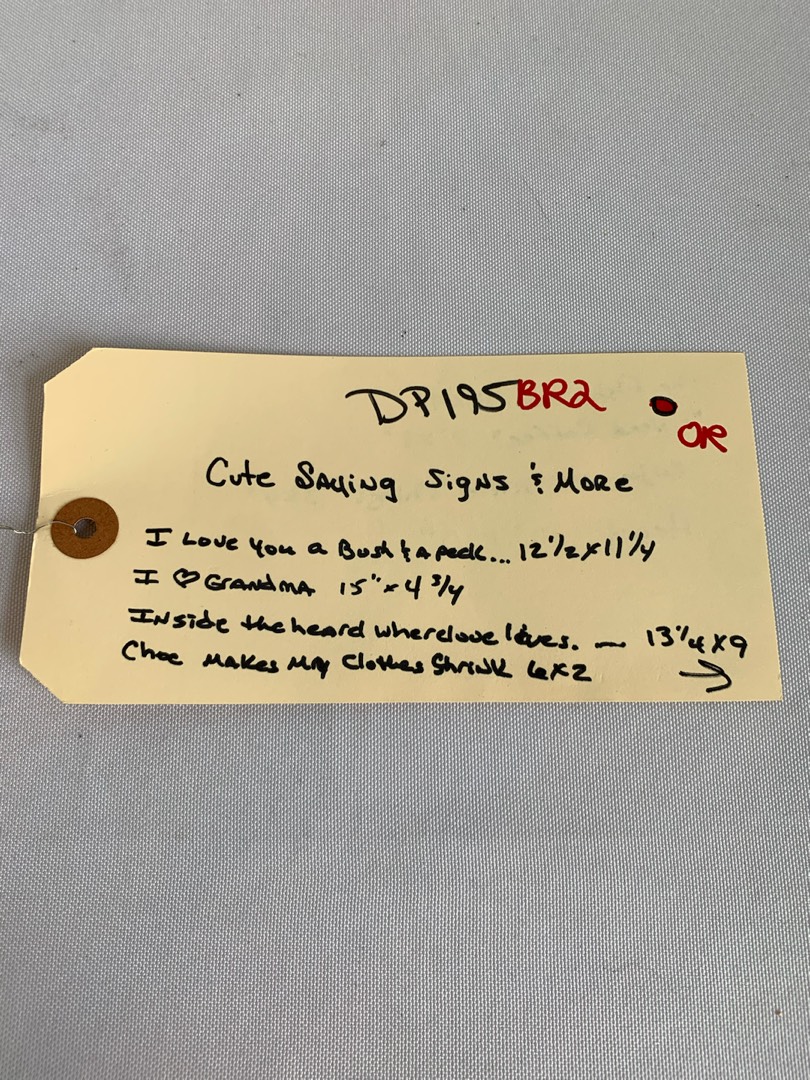 DP195BR2
OR
Cute Saying Signs & More
I Love You a Bush & a peck... 12 1/2 x 11 1/4
I ♡ Grandma 15" x 4 3/4
Inside the heard where love lives. — 13 1/4 x 9
Choc Makes My Clothes Shrink 6x2 →